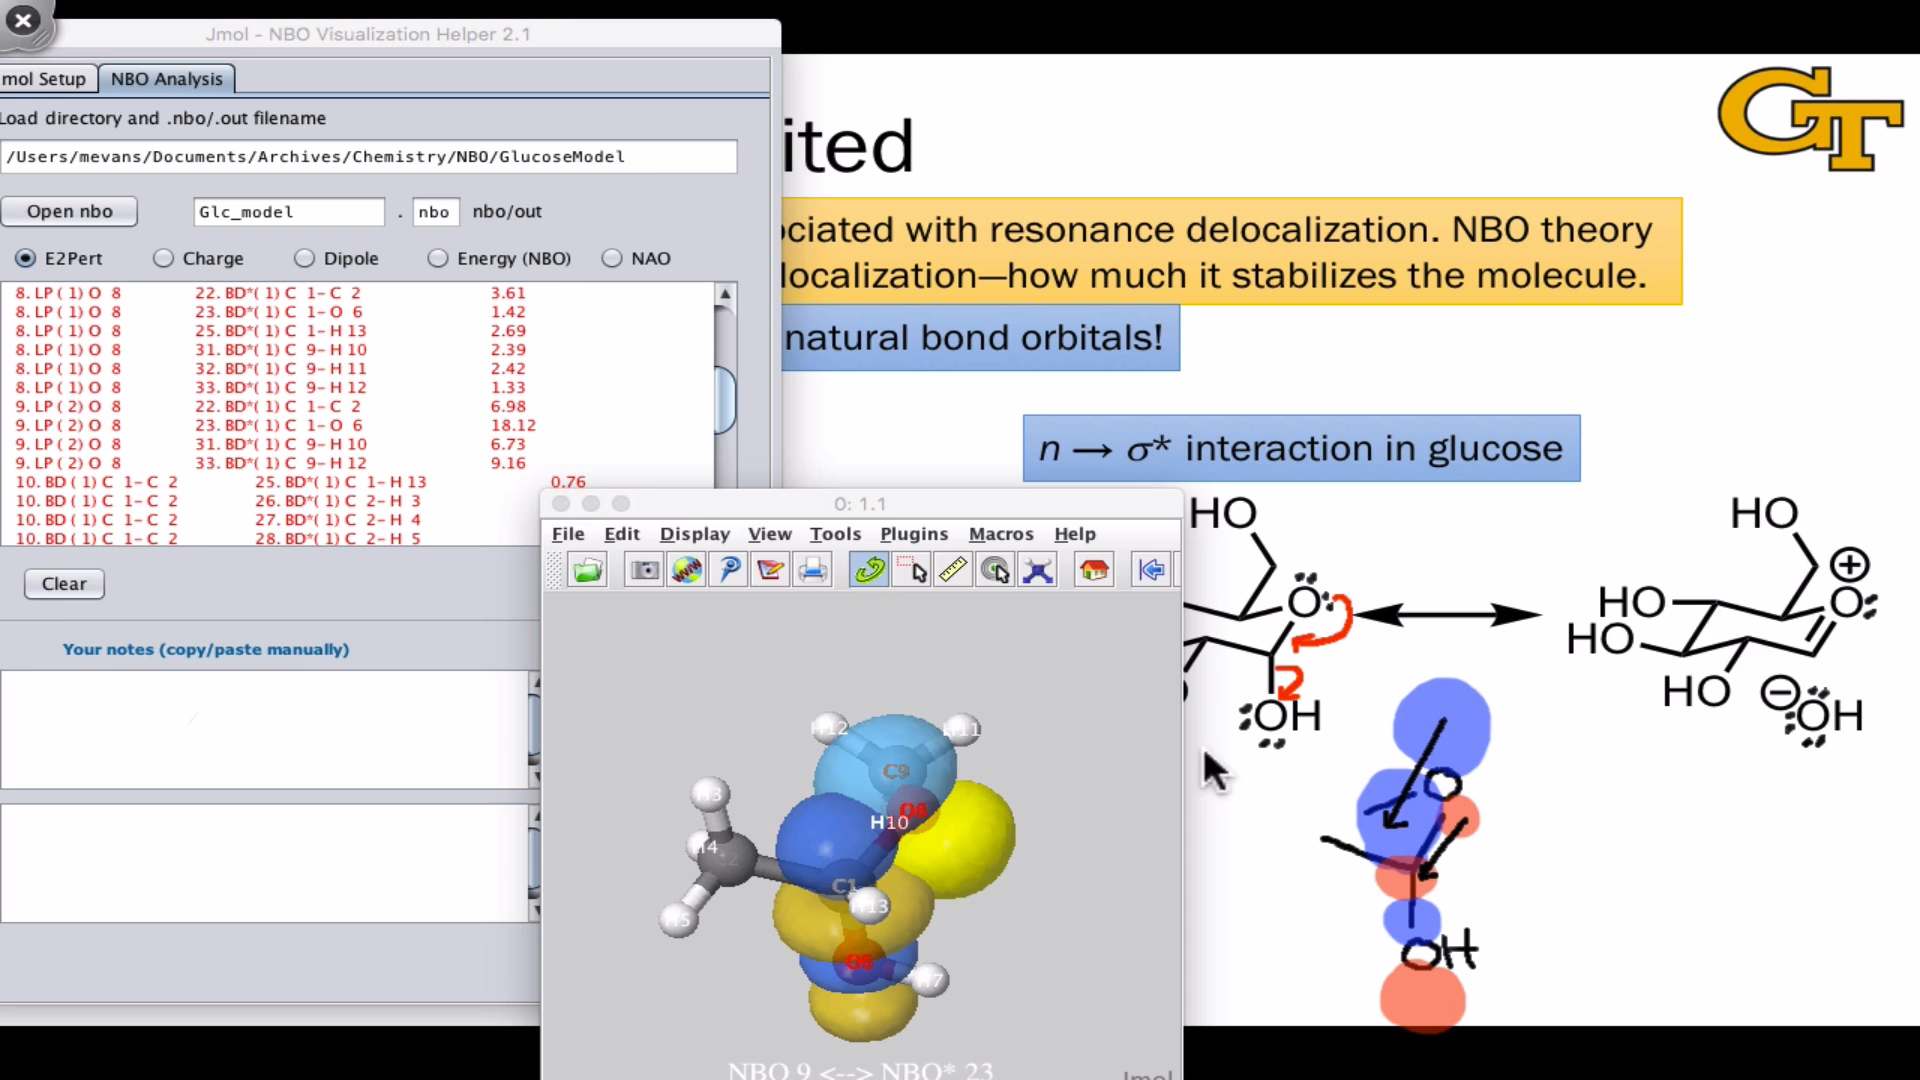 Jmol - NBO Visualization Helper 2.1
mol Setup
NBO Analysis
Load directory and .nbo/.out filename
/Users/mevans/Documents/Archives/Chemistry/NBO/GlucoseModel
Open nbo
Glc_model
.
nbo
nbo/out
E2Pert
Charge
Dipole
Energy (NBO)
NAO
8. LP ( 1) O 8 22. BD*( 1) C 1- C 2 3.61
8. LP ( 1) O 8 23. BD*( 1) C 1- O 6 1.42
8. LP ( 1) O 8 25. BD*( 1) C 1- H 13 2.69
8. LP ( 1) O 8 31. BD*( 1) C 9- H 10 2.39
8. LP ( 1) O 8 32. BD*( 1) C 9- H 11 2.42
8. LP ( 1) O 8 33. BD*( 1) C 9- H 12 1.33
9. LP ( 2) O 8 22. BD*( 1) C 1- C 2 6.98
9. LP ( 2) O 8 23. BD*( 1) C 1- O 6 18.12
9. LP ( 2) O 8 31. BD*( 1) C 9- H 10 6.73
9. LP ( 2) O 8 33. BD*( 1) C 9- H 12 9.16
10. BD ( 1) C 1- C 2 25. BD*( 1) C 1- H 13 0.76
10. BD ( 1) C 1- C 2 26. BD*( 1) C 2- H 3
10. BD ( 1) C 1- C 2 27. BD*( 1) C 2- H 4
10. BD ( 1) C 1- C 2 28. BD*( 1) C 2- H 5
Clear
Your notes (copy/paste manually)
GT
ited
ociated with resonance delocalization. NBO theory
localization—how much it stabilizes the molecule.
natural bond orbitals!
n → σ* interaction in glucose
0: 1.1
File Edit Display View Tools Plugins Macros Help
H12
H11
C9
H3
H10
H4
C2
C1
H13
H5
H7
NBO 9 <--> NBO* 23
Jmol
HO
O
OH
HO
HO
O
HO
HO
OH
O
OH